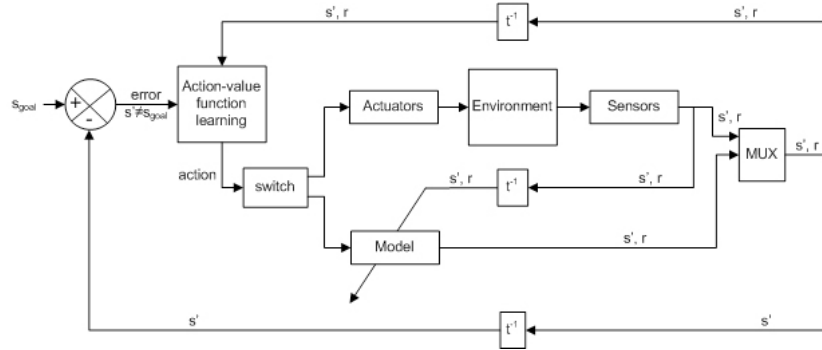 s', r
t⁻¹
s', r
Action-value
function
learning
s_goal
+
-
error
s'≠s_goal
Actuators
Environment
Sensors
s', r
MUX
s', r
action
switch
s', r
t⁻¹
s', r
Model
s', r
s'
t⁻¹
s'